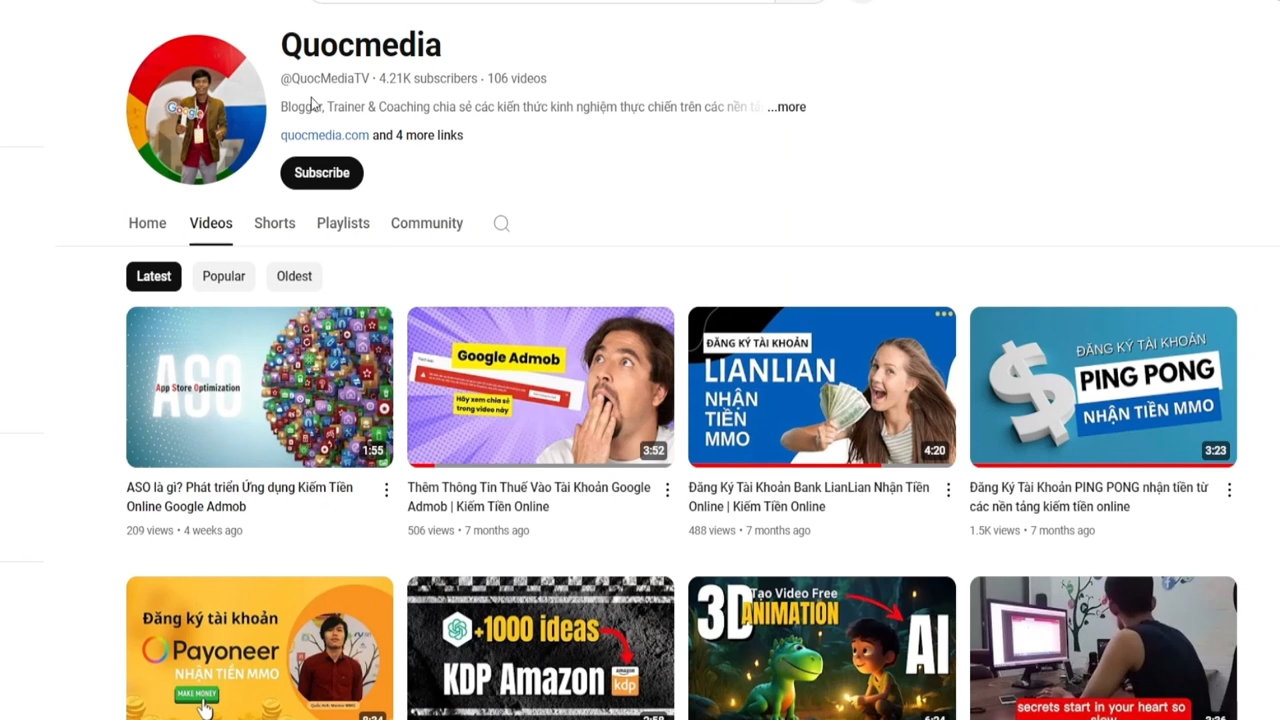 Quocmedia
@QuocMediaTV · 4.21K subscribers · 106 videos
Blogger, Trainer & Coaching chia sẻ các kiến thức kinh nghiệm thực chiến trên các nền tả ...more
quocmedia.com and 4 more links
Subscribe
Home Videos Shorts Playlists Community
Latest Popular Oldest
ASO
App Store Optimization
1:55
Google Admob
Hãy xem chia sẻ
trong video này
3:52
ĐĂNG KÝ TÀI KHOẢN
LIANLIAN
NHẬN
TIỀN
MMO
4:20
ĐĂNG KÝ TÀI KHOẢN
PING PONG
NHẬN TIỀN MMO
3:23
ASO là gì? Phát triển Ứng dụng Kiếm Tiền
Online Google Admob
209 views • 4 weeks ago
Thêm Thông Tin Thuế Vào Tài Khoản Google
Admob | Kiếm Tiền Online
506 views • 7 months ago
Đăng Ký Tài Khoản Bank LianLian Nhận Tiền
Online | Kiếm Tiền Online
488 views • 7 months ago
Đăng Ký Tài Khoản PING PONG nhận tiền từ
các nền tảng kiếm tiền online
1.5K views • 7 months ago
Đăng ký tài khoản
Payoneer
NHẬN TIỀN MMO
MAKE MONEY
+1000 ideas
KDP Amazon
amazon
kdp
Tạo Video Free
3D
ANIMATION
AI
secrets start in your heart so